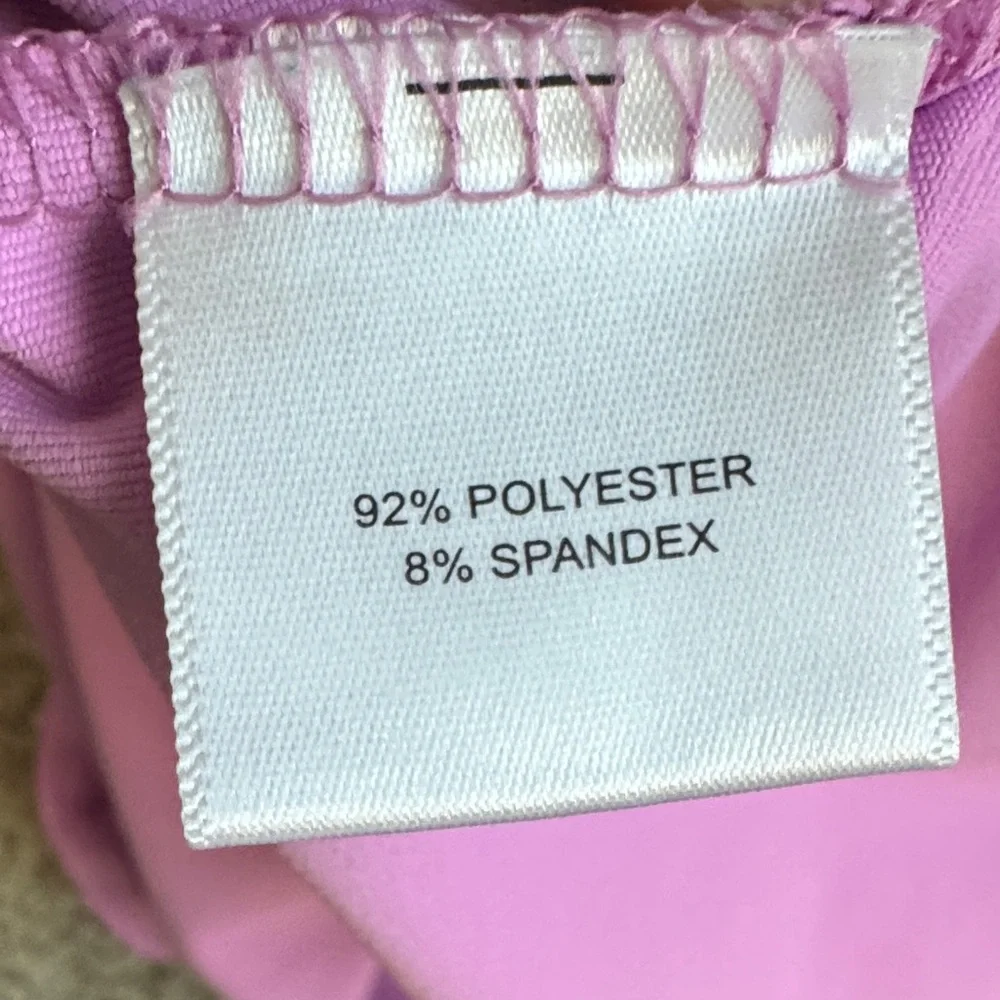 92% POLYESTER
8% SPANDEX